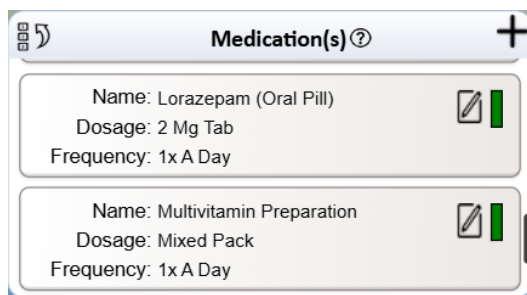 Medication(s) ?
Name: Lorazepam (Oral Pill)
Dosage: 2 Mg Tab
Frequency: 1x A Day
Name: Multivitamin Preparation
Dosage: Mixed Pack
Frequency: 1x A Day